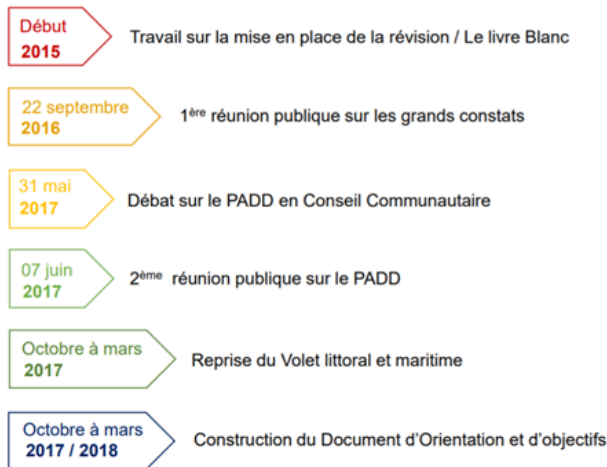 Début
2015
Travail sur la mise en place de la révision / Le livre Blanc
22 septembre
2016
1ère réunion publique sur les grands constats
31 mai
2017
Débat sur le PADD en Conseil Communautaire
07 juin
2017
2ème réunion publique sur le PADD
Octobre à mars
2017
Reprise du Volet littoral et maritime
Octobre à mars
2017 / 2018
Construction du Document d'Orientation et d'objectifs